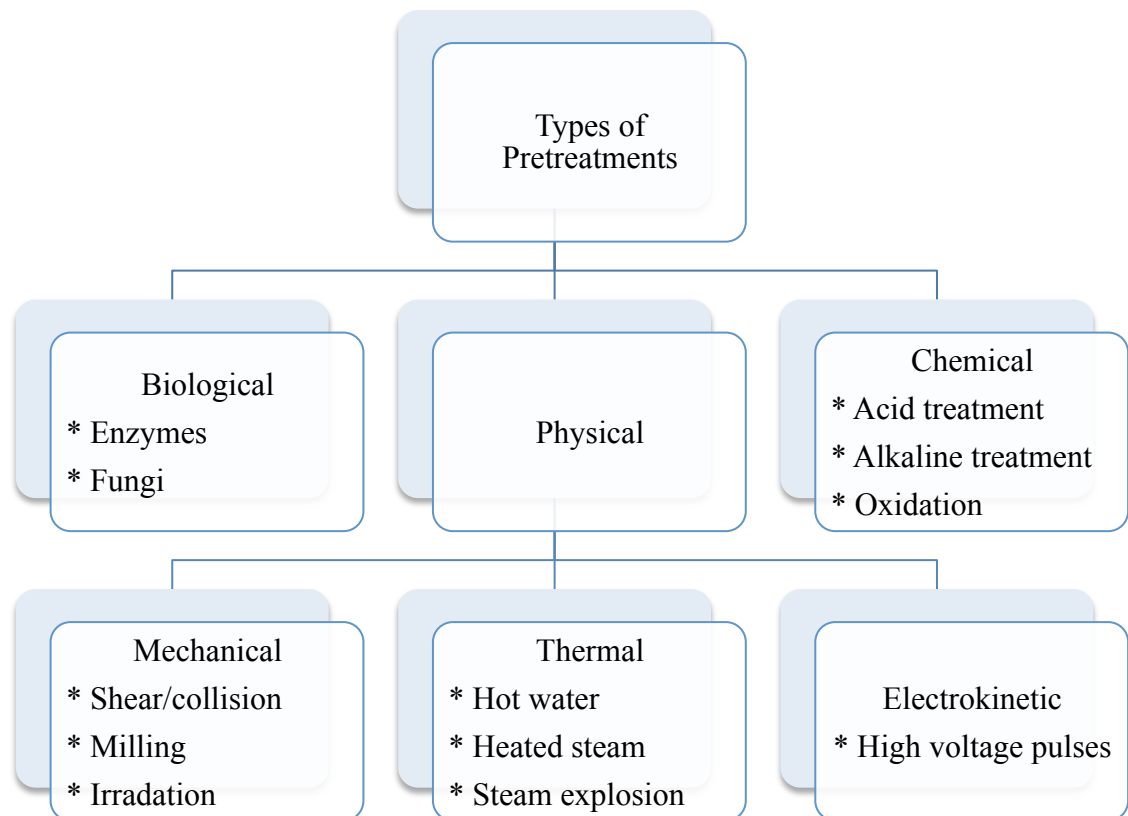 Types of
Pretreatments
Biological
* Enzymes
* Fungi
Physical
Chemical
* Acid treatment
* Alkaline treatment
* Oxidation
Mechanical
* Shear/collision
* Milling
* Irradation
Thermal
* Hot water
* Heated steam
* Steam explosion
Electrokinetic
* High voltage pulses